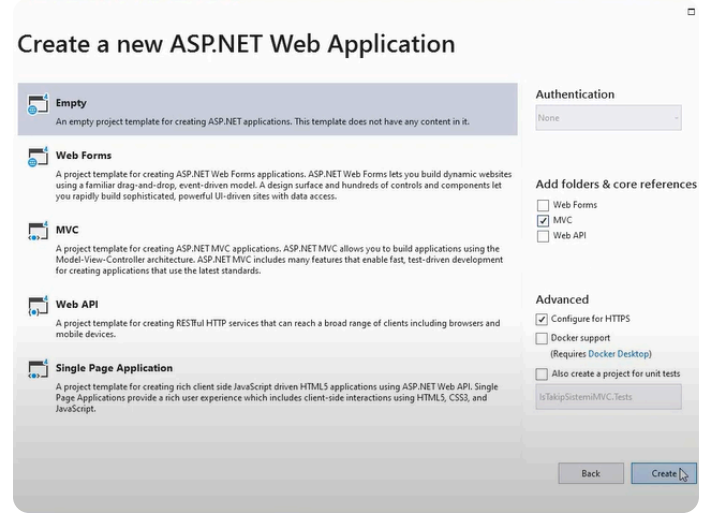 Create a new ASP.NET Web Application
Empty
An empty project template for creating ASP.NET applications. This template does not have any content in it.
Web Forms
A project template for creating ASP.NET Web Forms applications. ASP.NET Web Forms lets you build dynamic websites
using a familiar drag-and-drop, event-driven model. A design surface and hundreds of controls and components let
you rapidly build sophisticated, powerful UI-driven sites with data access.
MVC
A project template for creating ASP.NET MVC applications. ASP.NET MVC allows you to build applications using the
Model-View-Controller architecture. ASP.NET MVC includes many features that enable fast, test-driven development
for creating applications that use the latest standards.
Web API
A project template for creating RESTful HTTP services that can reach a broad range of clients including browsers and
mobile devices.
Single Page Application
A project template for creating rich client side JavaScript driven HTML5 applications using ASP.NET Web API. Single
Page Applications provide a rich user experience which includes client-side interactions using HTML5, CSS3, and
JavaScript.
Authentication
None
Add folders & core references
Web Forms
MVC
Web API
Advanced
Configure for HTTPS
Docker support
(Requires Docker Desktop)
Also create a project for unit tests
IsTakipSistemiMVC.Tests
Back
Create